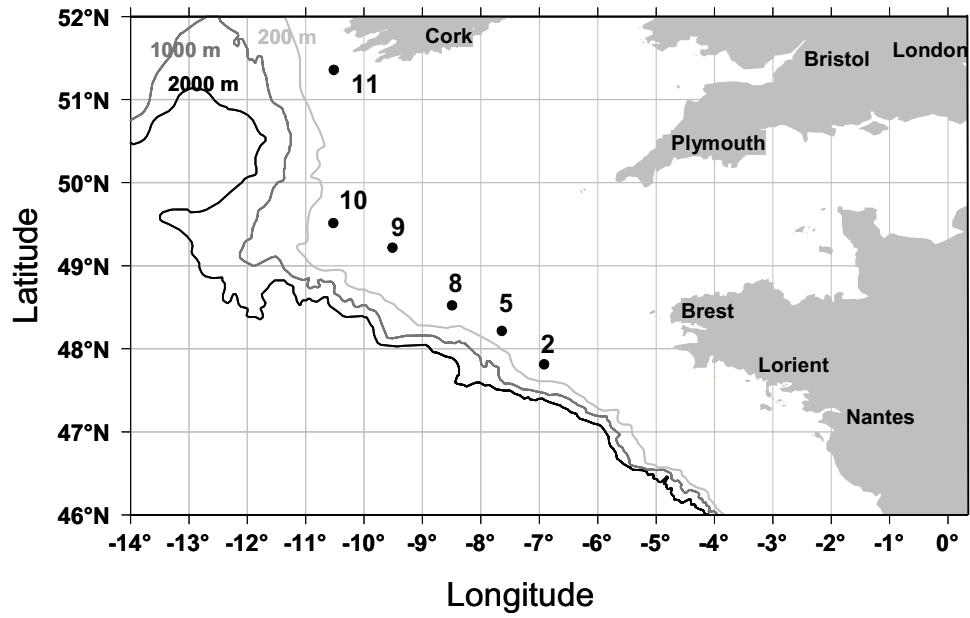 52°N
51°N
50°N
49°N
48°N
47°N
46°N
Latitude
200 m
1000 m
2000 m
Cork
Bristol
London
Plymouth
Brest
Lorient
Nantes
11
10
9
8
5
2
-14° -13° -12° -11° -10° -9° -8° -7° -6° -5° -4° -3° -2° -1° 0°
Longitude